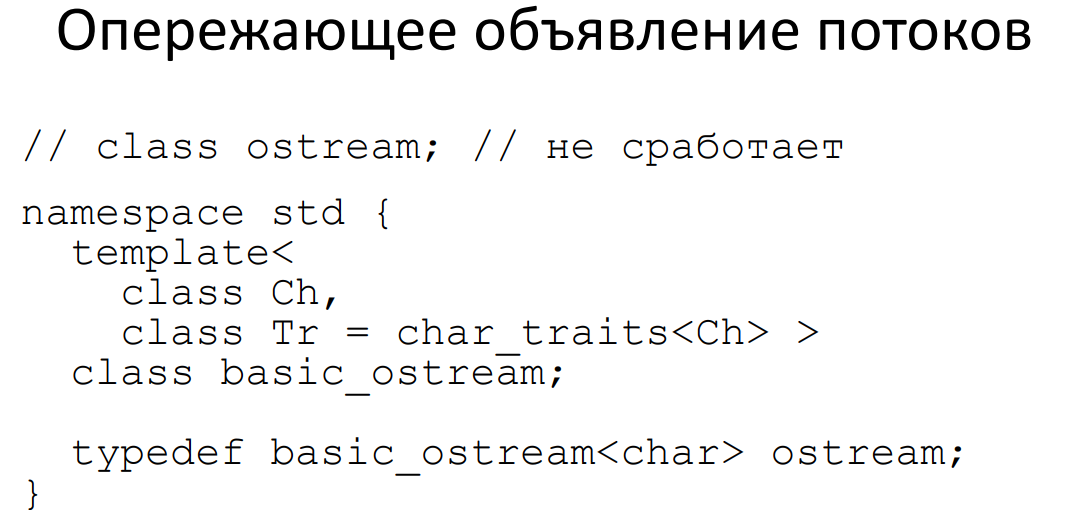 Опережающее объявление потоков
// class ostream; // не сработает
namespace std {
  template<
    class Ch,
    class Tr = char_traits<Ch> >
  class basic_ostream;
  typedef basic_ostream<char> ostream;
}